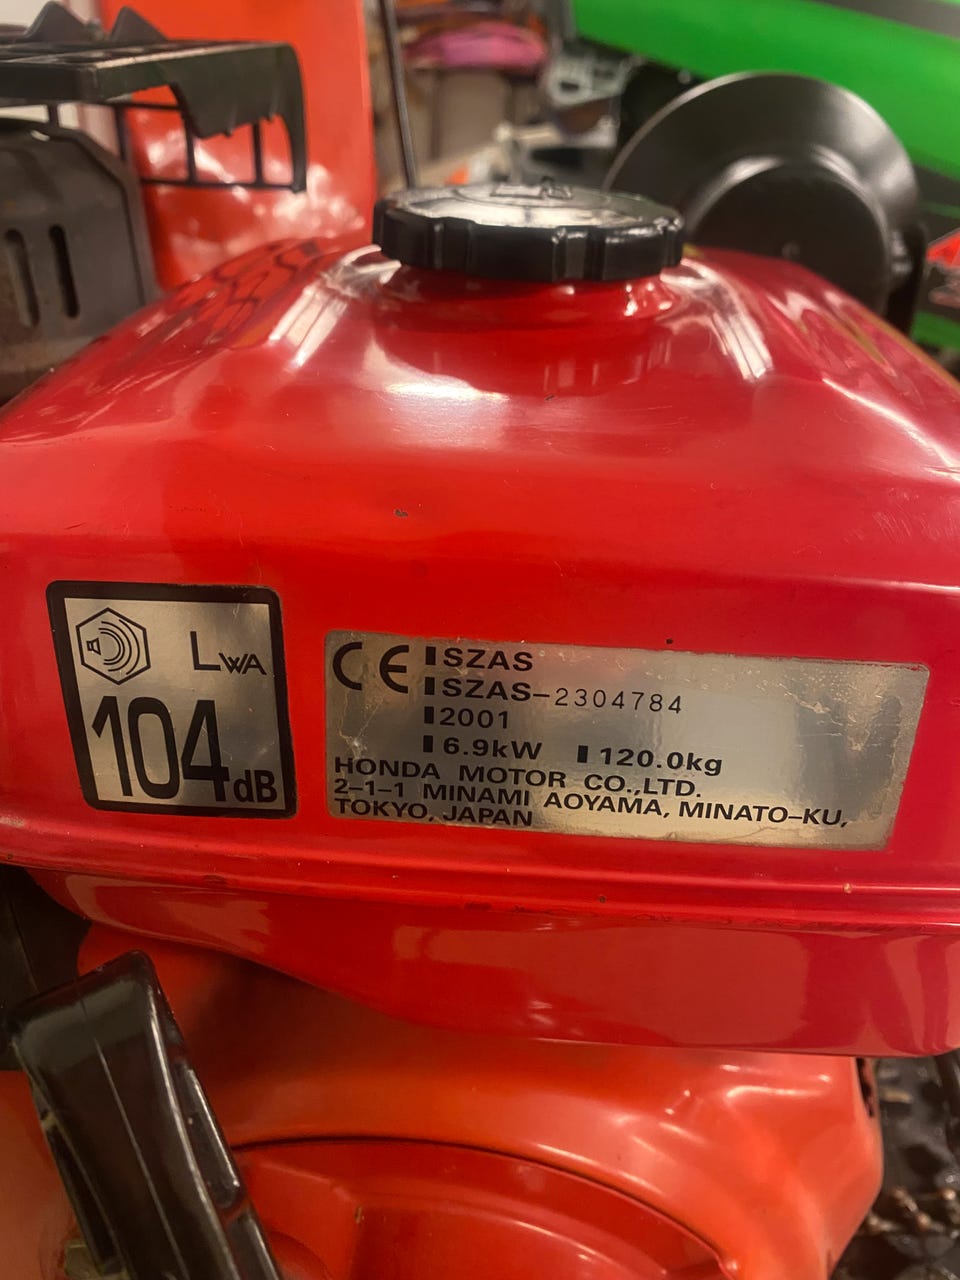 LWA
104dB
CE
SZAS
SZAS-2304784
2001
6.9kW 120.0kg
HONDA MOTOR CO.,LTD.
2-1-1 MINAMI AOYAMA, MINATO-KU,
TOKYO, JAPAN